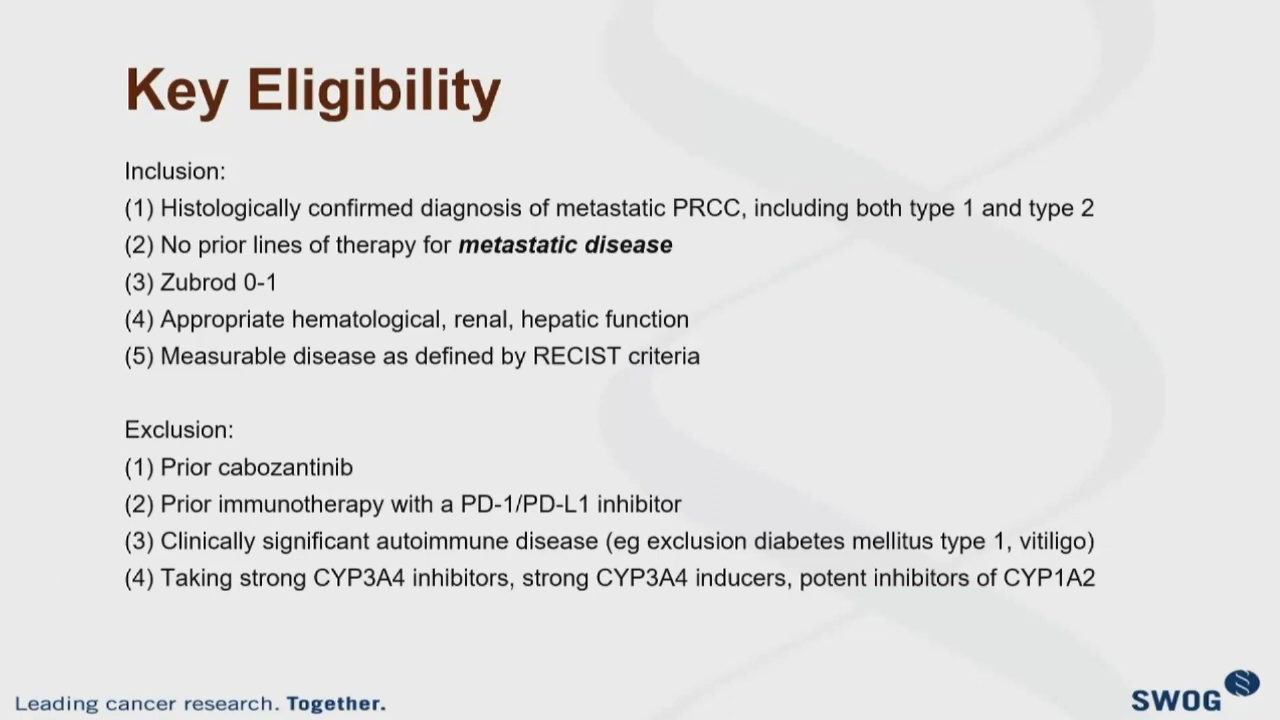 Key Eligibility
Inclusion:
(1) Histologically confirmed diagnosis of metastatic PRCC, including both type 1 and type 2
(2) No prior lines of therapy for metastatic disease
(3) Zubrod 0-1
(4) Appropriate hematological, renal, hepatic function
(5) Measurable disease as defined by RECIST criteria
Exclusion:
(1) Prior cabozantinib
(2) Prior immunotherapy with a PD-1/PD-L1 inhibitor
(3) Clinically significant autoimmune disease (eg exclusion diabetes mellitus type 1, vitiligo)
(4) Taking strong CYP3A4 inhibitors, strong CYP3A4 inducers, potent inhibitors of CYP1A2
Leading cancer research. Together.
SWOG